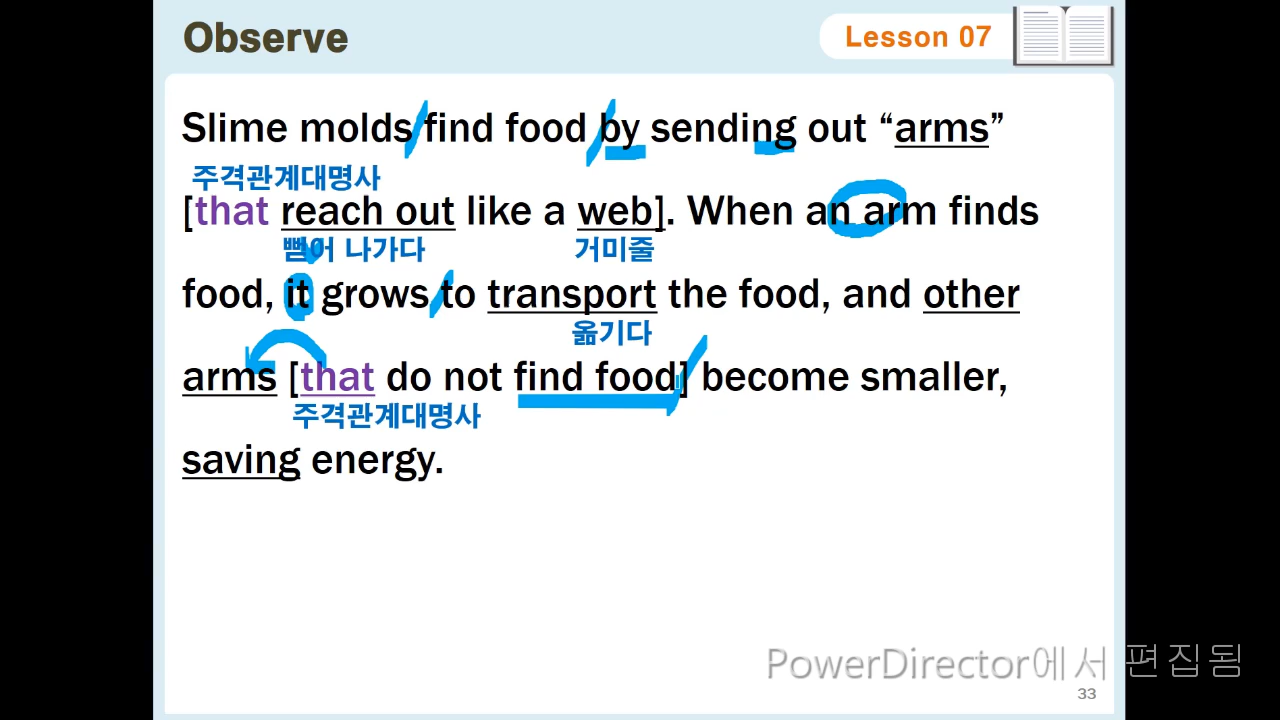 Observe
Lesson 07
Slime molds find food by sending out “arms”
주격관계대명사
[that reach out like a web]. When an arm finds
뻗어 나가다 거미줄
food, it grows to transport the food, and other
옮기다
arms [that do not find food] become smaller,
주격관계대명사
saving energy.
PowerDirector에서 편집됨
33